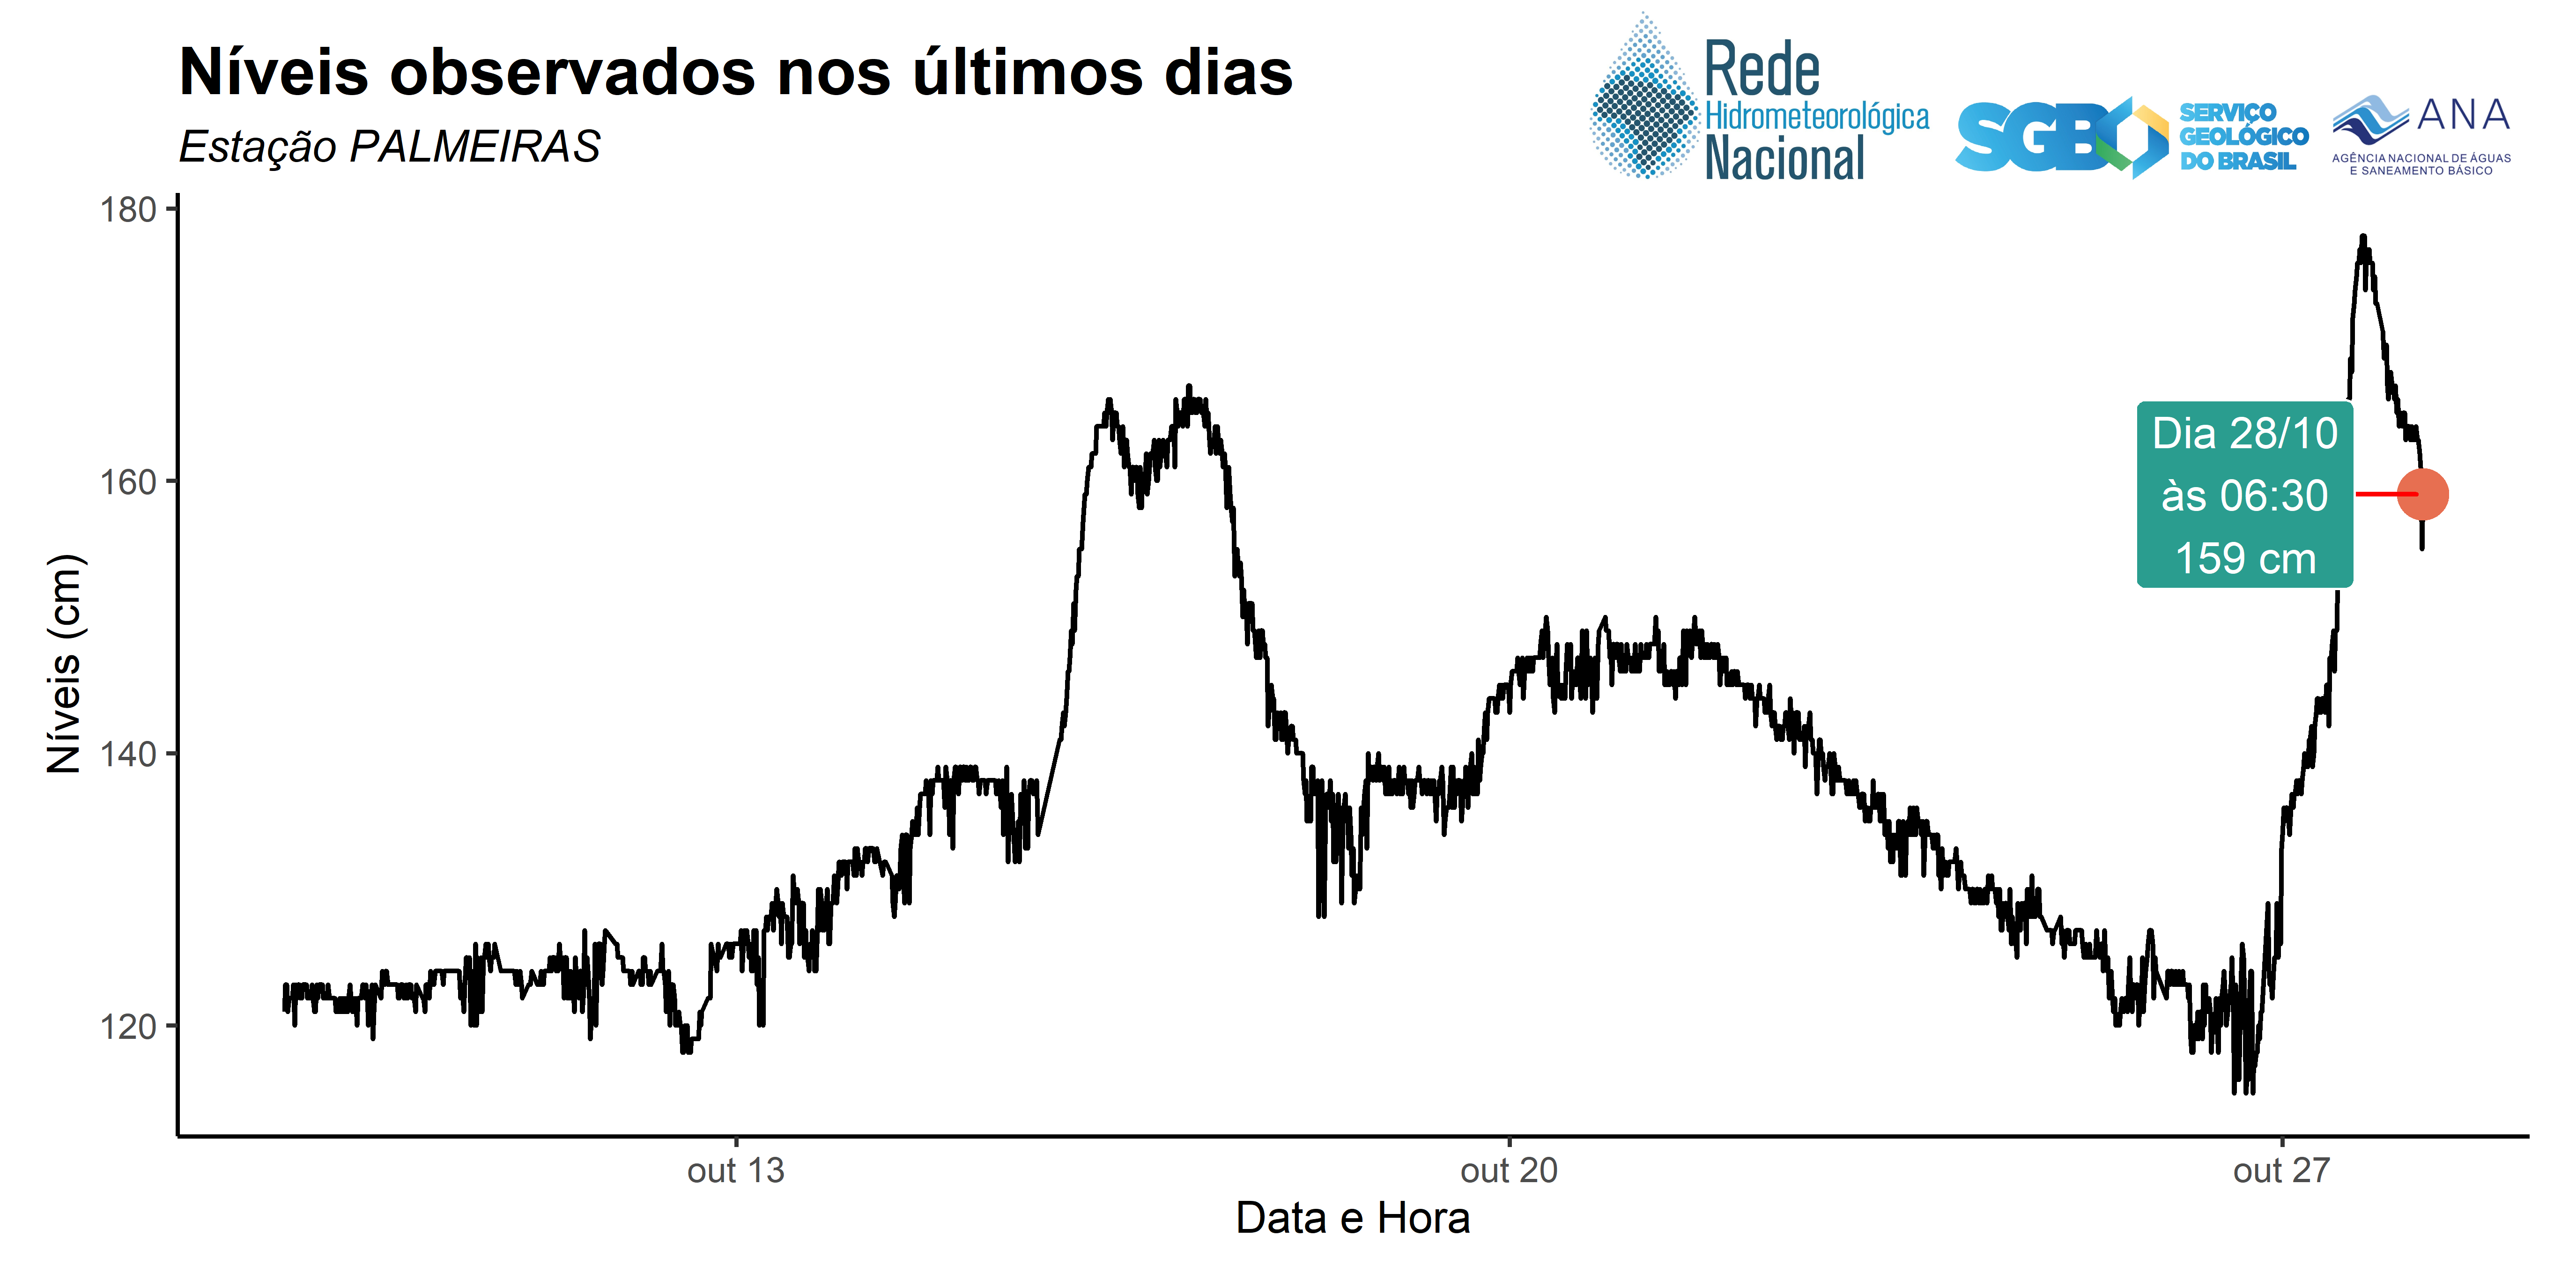 Níveis observados nos últimos dias
Estação PALMEIRAS
Rede
Hidrometeorológica
Nacional
SGB
SERVIÇO
GEOLÓGICO
DO BRASIL
ANA
AGÊNCIA NACIONAL DE ÁGUAS
E SANEAMENTO BÁSICO
180
160
140
120
Níveis (cm)
Dia 28/10
às 06:30
159 cm
out 13
out 20
out 27
Data e Hora